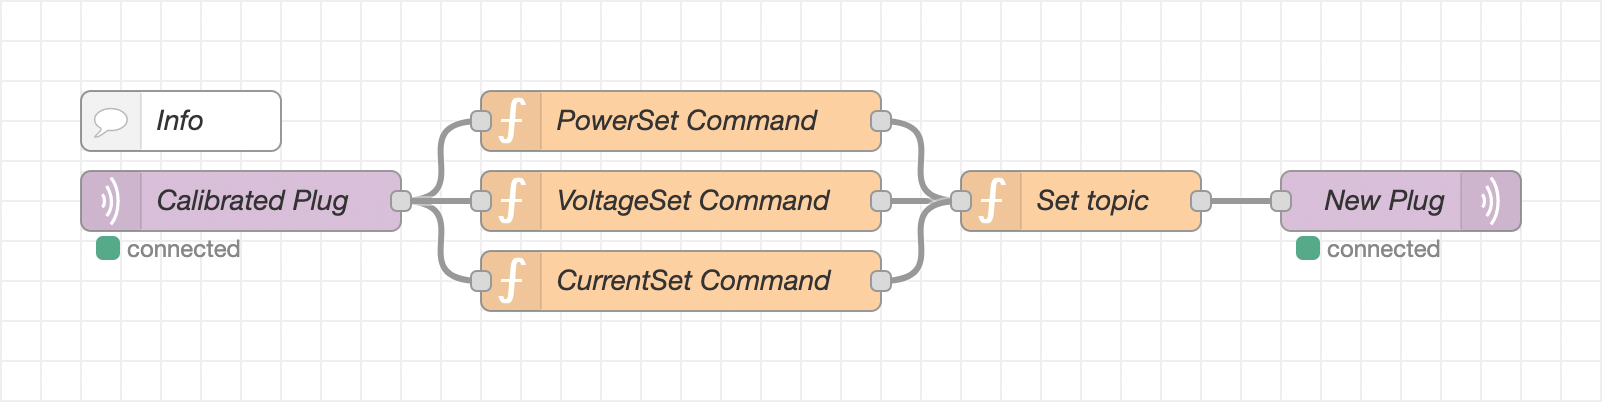 Info
PowerSet Command
Calibrated Plug
VoltageSet Command
Set topic
New Plug
connected
connected
CurrentSet Command